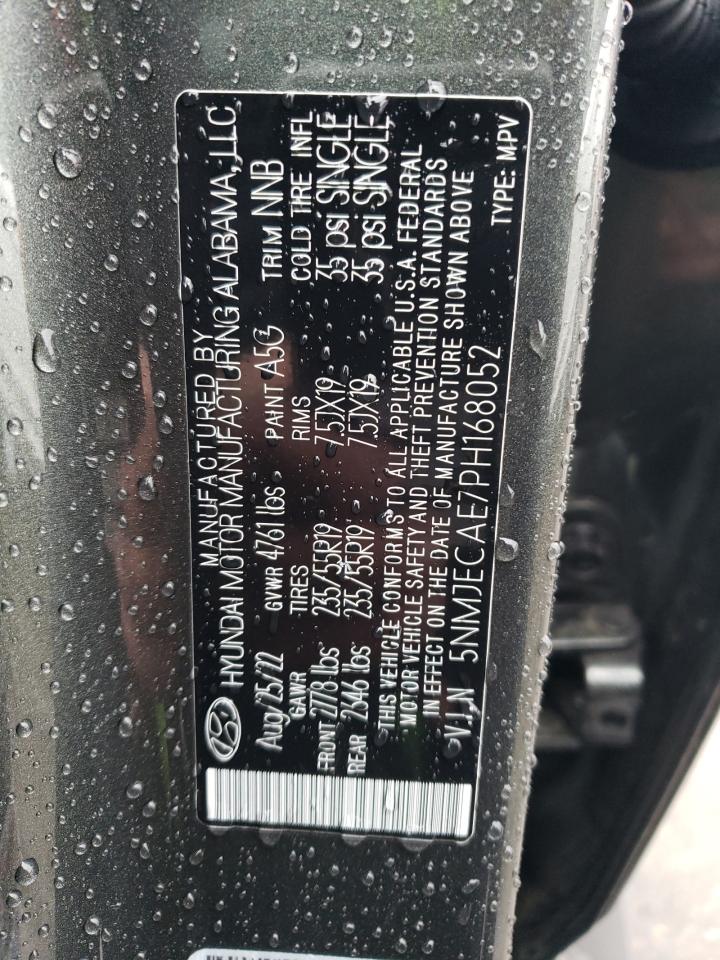 MANUFACTURED BY
HYUNDAI MOTOR MANUFACTURING ALABAMA, LLC
Aug/25/22 GVWR 4761 lbs PAINT A5G TRIM NNB
GAWR TIRES RIMS COLD TIRE INFL
FRONT 2778 lbs 235/55R19 7.5JX19 35 psi SINGLE
REAR 2646 lbs 235/55R19 7.5JX19 35 psi SINGLE
THIS VEHICLE CONFORMS TO ALL APPLICABLE U.S.A. FEDERAL
MOTOR VEHICLE SAFETY AND THEFT PREVENTION STANDARDS
IN EFFECT ON THE DATE OF MANUFACTURE SHOWN ABOVE
V.I.N 5NMJECAE7PH168052 TYPE: MPV